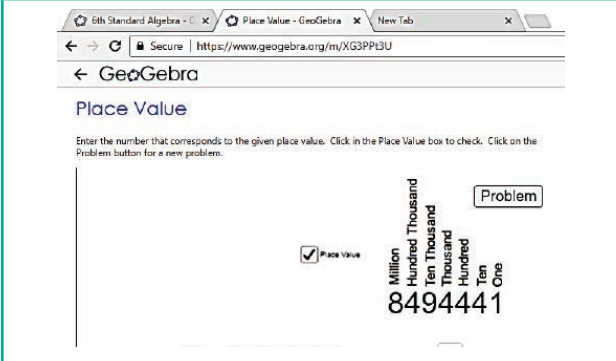 6th Standard Algebra - G
Place Value - GeoGebra
New Tab
Secure | https://www.geogebra.org/m/XG3PPt3U
GeoGebra
Place Value
Enter the number that corresponds to the given place value. Click in the Place Value box to check. Click on the
Problem button for a new problem.
Problem
Place Value
Million
Hundred Thousand
Ten Thousand
Thousand
Hundred
Ten
One
8494441